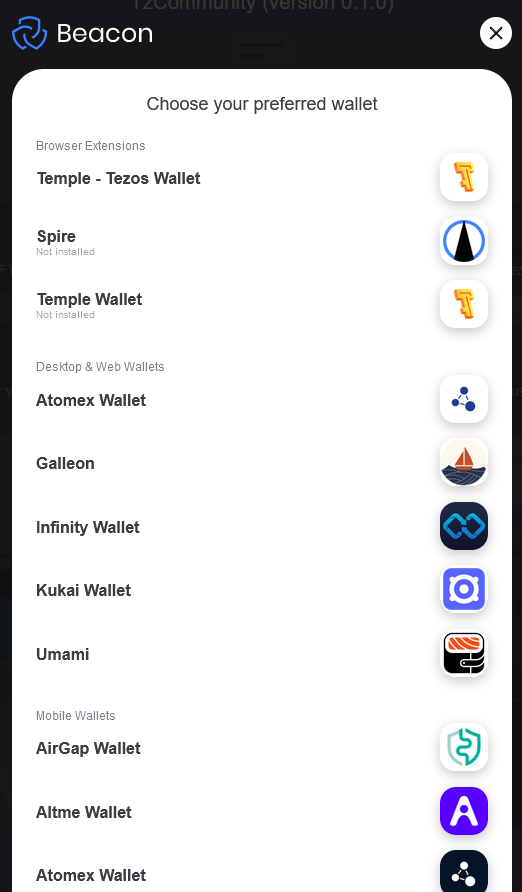 TzCommunity (version 0.1.0)
Beacon
Choose your preferred wallet
Browser Extensions
Temple - Tezos Wallet
Spire
Not installed
Temple Wallet
Not installed
Desktop & Web Wallets
Atomex Wallet
Galleon
Infinity Wallet
Kukai Wallet
Umami
Mobile Wallets
AirGap Wallet
Altme Wallet
Atomex Wallet